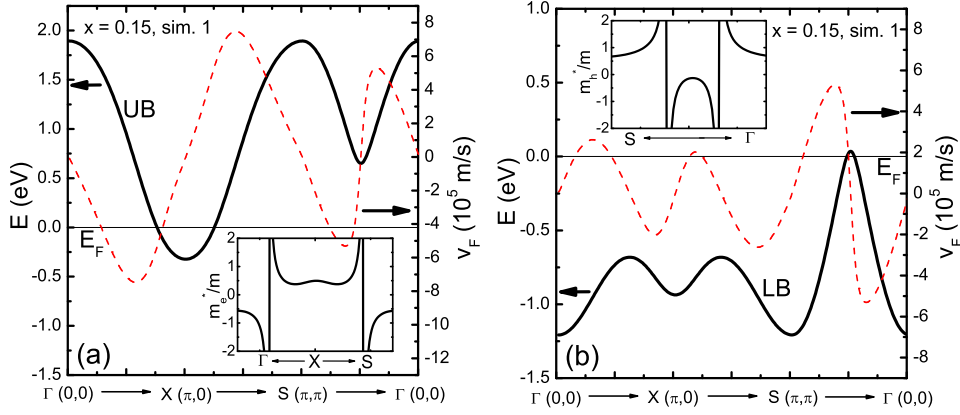 x = 0.15, sim. 1
UB
E_F
(a)
E (eV)
2.0
1.5
1.0
0.5
0.0
-0.5
-1.0
-1.5
8
6
4
2
0
-2
-4
-6
-8
-10
-12
v_F (10^5 m/s)
m_e^*/m
2
1
0
-1
-2
Γ ← X → S
Γ (0,0) → X (π,0) → S (π,π) → Γ (0,0)
x = 0.15, sim. 1
E_F
LB
(b)
E (eV)
1.0
0.5
0.0
-0.5
-1.0
-1.5
8
6
4
2
0
-2
-4
-6
-8
v_F (10^5 m/s)
m_h^*/m
2
1
0
-1
-2
S ↔ Γ
Γ (0,0) → X (π,0) → S (π,π) → Γ (0,0)